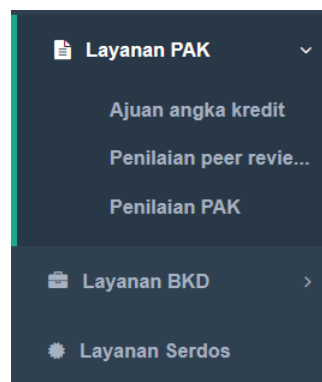 Layanan PAK
Ajuan angka kredit
Penilaian peer revie...
Penilaian PAK
Layanan BKD
Layanan Serdos